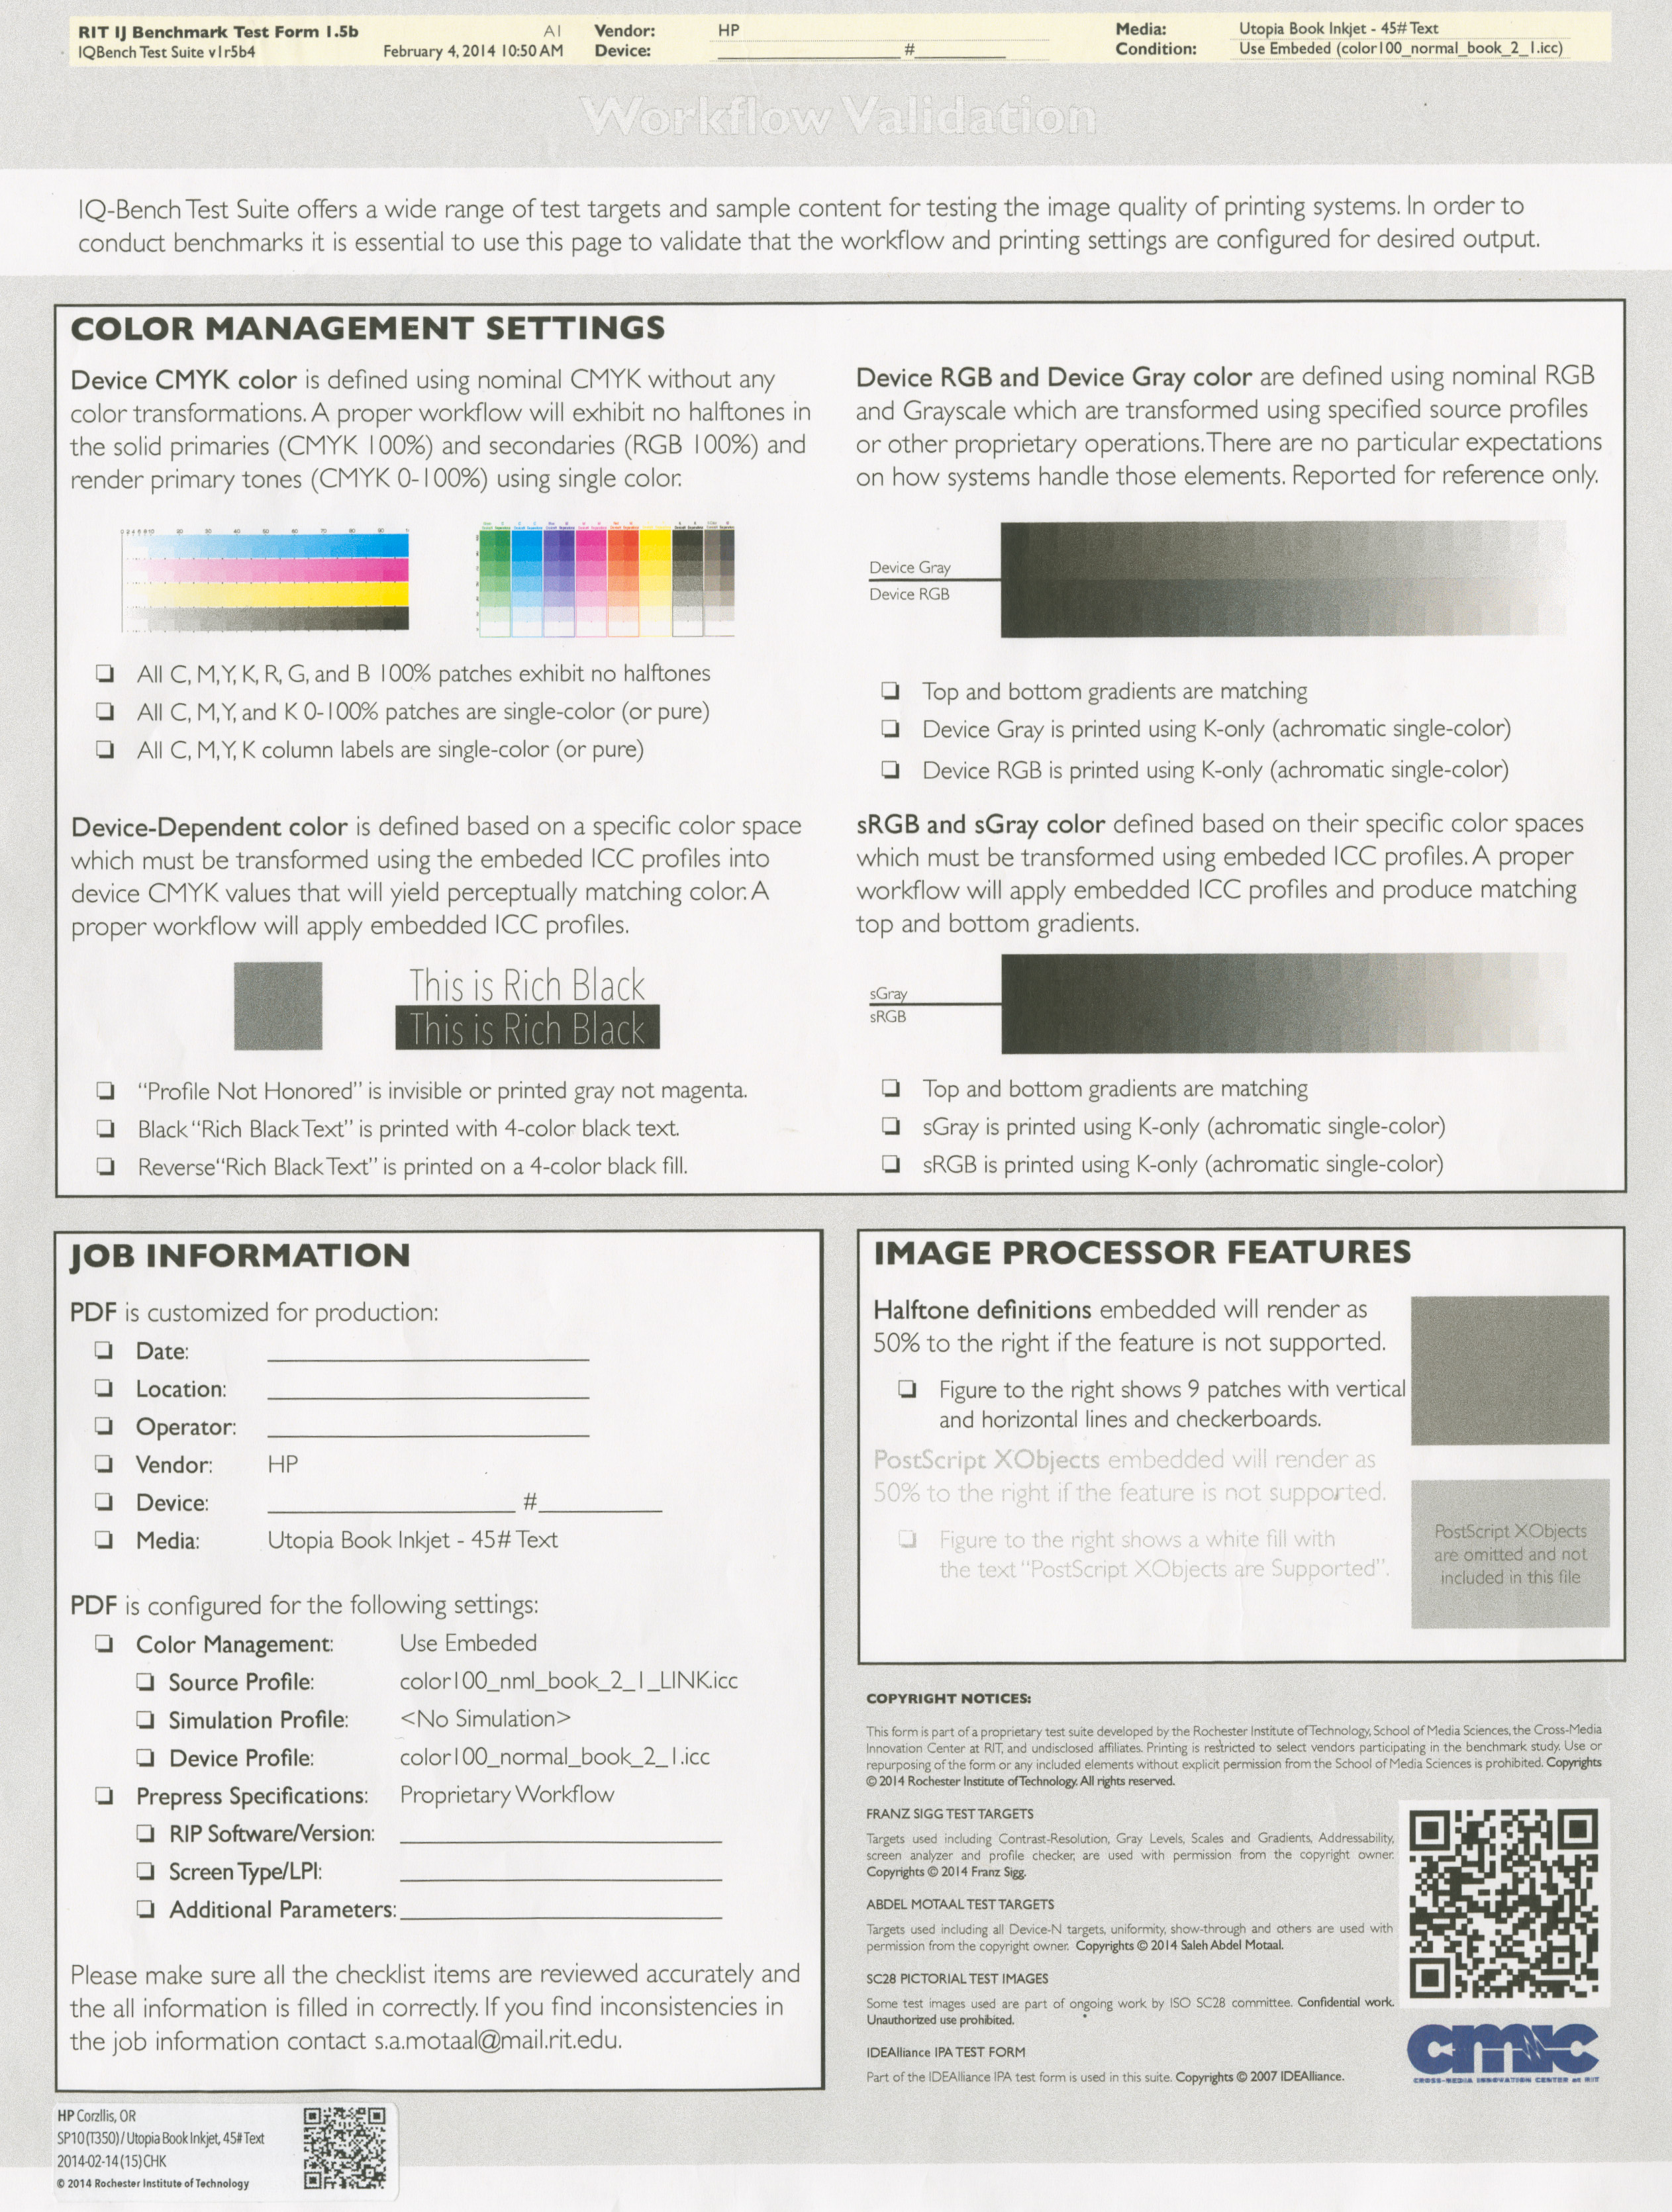 RIT IJ Benchmark Test Form 1.5b A1 Vendor: HP Media: Utopia Book Inkjet - 45# Text
IQBench Test Suite v1r5b4 February 4, 2014 10:50 AM Device: # Condition: Use Embeded (color100_normal_book_2_1.icc)
Workflow Validation
IQ-Bench Test Suite offers a wide range of test targets and sample content for testing the image quality of printing systems. In order to
conduct benchmarks it is essential to use this page to validate that the workflow and printing settings are configured for desired output.
COLOR MANAGEMENT SETTINGS
Device CMYK color is defined using nominal CMYK without any
color transformations. A proper workflow will exhibit no halftones in
the solid primaries (CMYK 100%) and secondaries (RGB 100%) and
render primary tones (CMYK 0-100%) using single color.
❏ All C, M, Y, K, R, G, and B 100% patches exhibit no halftones
❏ All C, M, Y, and K 0-100% patches are single-color (or pure)
❏ All C, M, Y, K column labels are single-color (or pure)
Device RGB and Device Gray color are defined using nominal RGB
and Grayscale which are transformed using specified source profiles
or other proprietary operations. There are no particular expectations
on how systems handle those elements. Reported for reference only.
Device Gray
Device RGB
❏ Top and bottom gradients are matching
❏ Device Gray is printed using K-only (achromatic single-color)
❏ Device RGB is printed using K-only (achromatic single-color)
Device-Dependent color is defined based on a specific color space
which must be transformed using the embeded ICC profiles into
device CMYK values that will yield perceptually matching color. A
proper workflow will apply embedded ICC profiles.
This is Rich Black
This is Rich Black
❏ "Profile Not Honored" is invisible or printed gray not magenta.
❏ Black "Rich Black Text" is printed with 4-color black text.
❏ Reverse "Rich Black Text" is printed on a 4-color black fill.
sRGB and sGray color defined based on their specific color spaces
which must be transformed using embeded ICC profiles. A proper
workflow will apply embedded ICC profiles and produce matching
top and bottom gradients.
sGray
sRGB
❏ Top and bottom gradients are matching
❏ sGray is printed using K-only (achromatic single-color)
❏ sRGB is printed using K-only (achromatic single-color)
JOB INFORMATION
PDF is customized for production:
❏ Date:
❏ Location:
❏ Operator:
❏ Vendor: HP
❏ Device: #
❏ Media: Utopia Book Inkjet - 45# Text
PDF is configured for the following settings:
❏ Color Management: Use Embeded
❏ Source Profile: color100_nml_book_2_1_LINK.icc
❏ Simulation Profile: <No Simulation>
❏ Device Profile: color100_normal_book_2_1.icc
❏ Prepress Specifications: Proprietary Workflow
❏ RIP Software/Version:
❏ Screen Type/LPI:
❏ Additional Parameters:
Please make sure all the checklist items are reviewed accurately and
the all information is filled in correctly. If you find inconsistencies in
the job information contact s.a.motaal@mail.rit.edu.
IMAGE PROCESSOR FEATURES
Halftone definitions embedded will render as
50% to the right if the feature is not supported.
❏ Figure to the right shows 9 patches with vertical
and horizontal lines and checkerboards.
PostScript XObjects embedded will render as
50% to the right if the feature is not supported.
❏ Figure to the right shows a white fill with
the text "PostScript XObjects are Supported".
PostScript XObjects
are omitted and not
included in this file
COPYRIGHT NOTICES:
This form is part of a proprietary test suite developed by the Rochester Institute of Technology, School of Media Sciences, the Cross-Media
Innovation Center at RIT, and undisclosed affiliates. Printing is restricted to select vendors participating in the benchmark study. Use or
repurposing of the form or any included elements without explicit permission from the School of Media Sciences is prohibited. Copyrights
© 2014 Rochester Institute of Technology. All rights reserved.
FRANZ SIGG TEST TARGETS
Targets used including Contrast-Resolution, Gray Levels, Scales and Gradients, Addressability,
screen analyzer and profile checker, are used with permission from the copyright owner.
Copyrights © 2014 Franz Sigg.
ABDEL MOTAAL TEST TARGETS
Targets used including all Device-N targets, uniformity, show-through and others are used with
permission from the copyright owner. Copyrights © 2014 Saleh Abdel Motaal.
SC28 PICTORIAL TEST IMAGES
Some test images used are part of ongoing work by ISO SC28 committee. Confidential work.
Unauthorized use prohibited.
IDEAlliance IPA TEST FORM
Part of the IDEAlliance IPA test form is used in this suite. Copyrights © 2007 IDEAlliance.
cmic
CROSS-MEDIA INNOVATION CENTER at RIT
HP Corzllis, OR
SP10 (T350) / Utopia Book Inkjet, 45# Text
2014-02-14 (15) CHK
© 2014 Rochester Institute of Technology